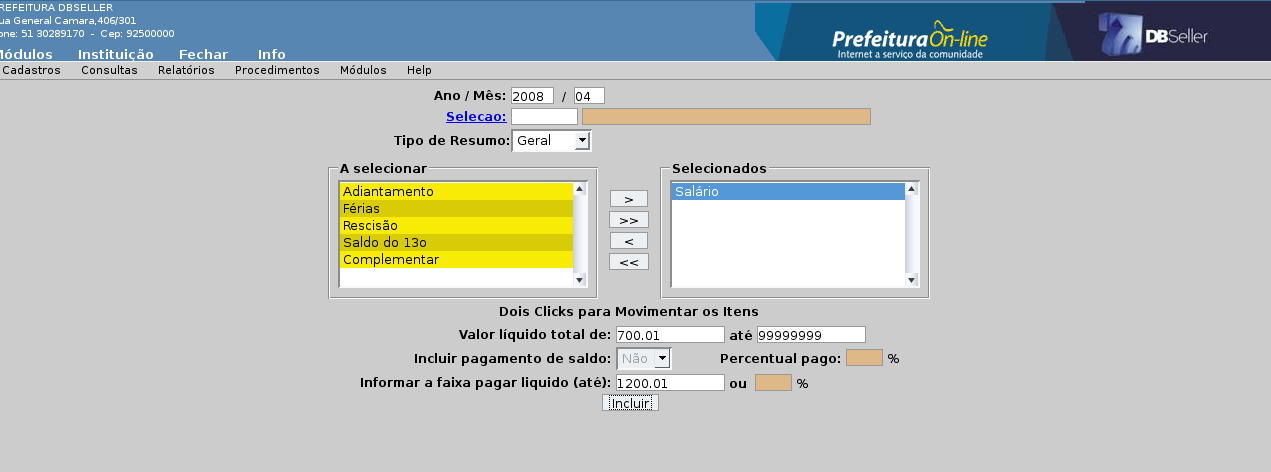 REFEITURA DBSELLER
ua General Camara,406/301
one: 51 30289170 - Cep: 92500000
Módulos Instituição Fechar Info
PrefeituraOn-line
Internet a serviço da comunidade
DBSeller
Cadastros Consultas Relatórios Procedimentos Módulos Help
Ano / Mês: 2008 / 04
Selecao:
Tipo de Resumo: Geral
A selecionar
Adiantamento
Férias
Rescisão
Saldo do 13o
Complementar
>
>>
<
<<
Selecionados
Salário
Dois Clicks para Movimentar os Itens
Valor líquido total de: 700.01 até 99999999
Incluir pagamento de saldo: Não Percentual pago: %
Informar a faixa pagar liquido (até): 1200.01 ou %
Incluir